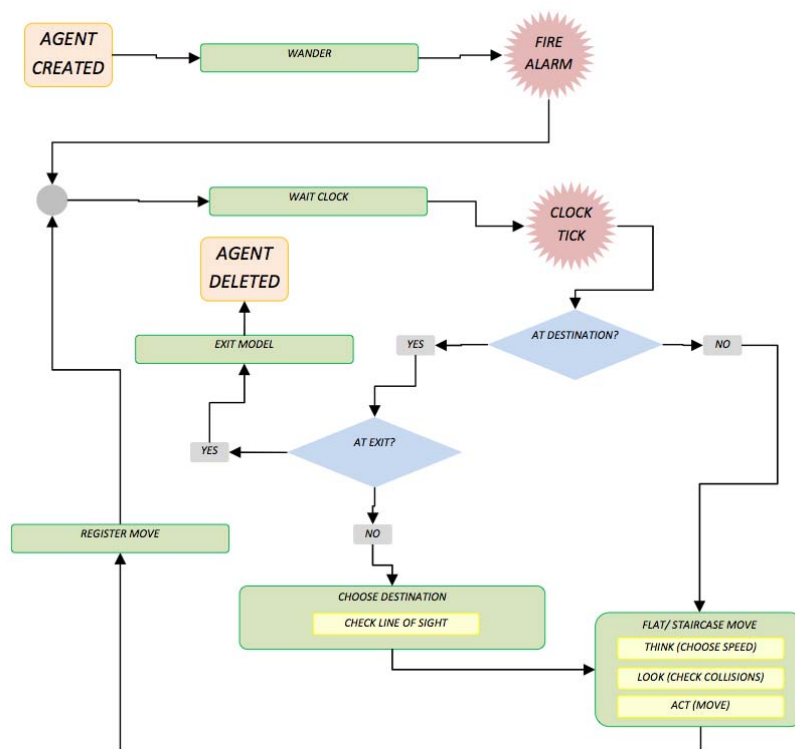 AGENT
CREATED
WANDER
FIRE
ALARM
WAIT CLOCK
CLOCK
TICK
AGENT
DELETED
EXIT MODEL
YES
AT DESTINATION?
NO
YES
AT EXIT?
NO
REGISTER MOVE
CHOOSE DESTINATION
CHECK LINE OF SIGHT
FLAT/ STAIRCASE MOVE
THINK (CHOOSE SPEED)
LOOK (CHECK COLLISIONS)
ACT (MOVE)